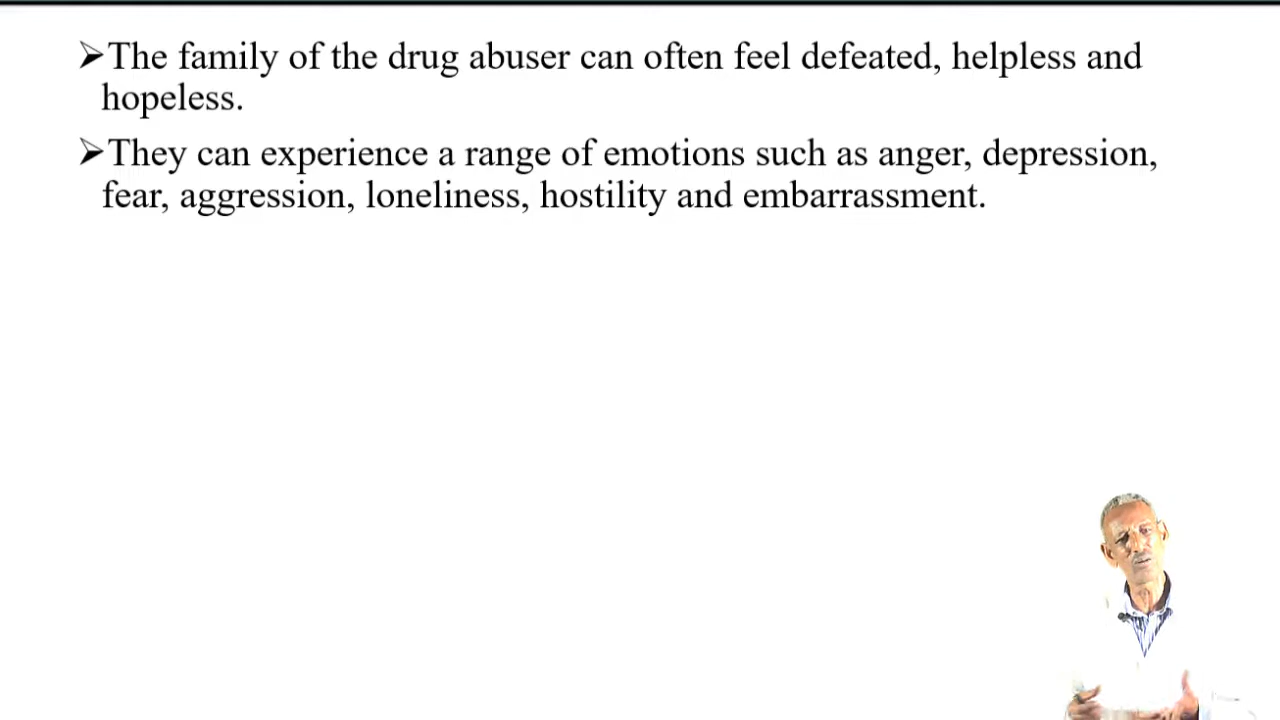 ➢The family of the drug abuser can often feel defeated, helpless and
hopeless.
➢They can experience a range of emotions such as anger, depression,
fear, aggression, loneliness, hostility and embarrassment.